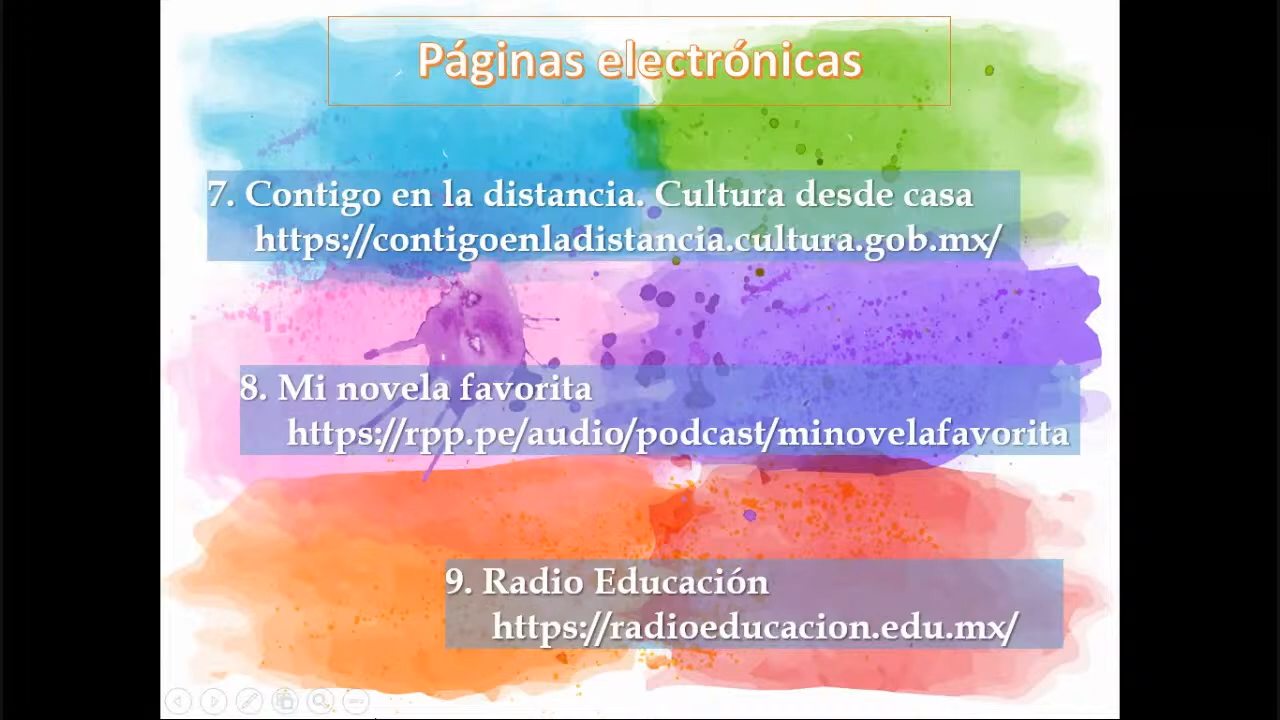 Páginas electrónicas
7. Contigo en la distancia. Cultura desde casa
https://contigoenladistancia.cultura.gob.mx/
8. Mi novela favorita
https://rpp.pe/audio/podcast/minovelafavorita
9. Radio Educación
https://radioeducacion.edu.mx/